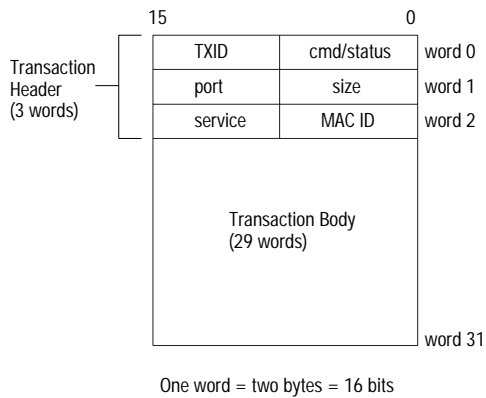 15 0
TXID cmd/status word 0
Transaction
Header
(3 words)
port size word 1
service MAC ID word 2
Transaction Body
(29 words)
word 31
One word = two bytes = 16 bits